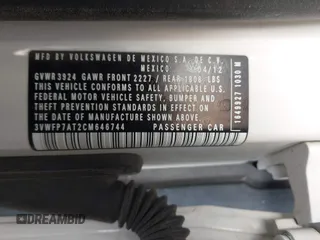 MFD BY VOLKSWAGEN DE MEXICO S.A. DE C.V.
MEXICO 04/12
GVWR 3924 GAWR FRONT 2227 / REAR 1808 LBS
THIS VEHICLE CONFORMS TO ALL APPLICABLE U.S.
FEDERAL MOTOR VEHICLE SAFETY, BUMPER AND
THEFT PREVENTION STANDARDS IN EFFECT ON
THE DATE OF MANUFACTURE SHOWN ABOVE.
3VWFP7AT2CM646744 PASSENGER CAR
1645927 1030 M
DREAMBID